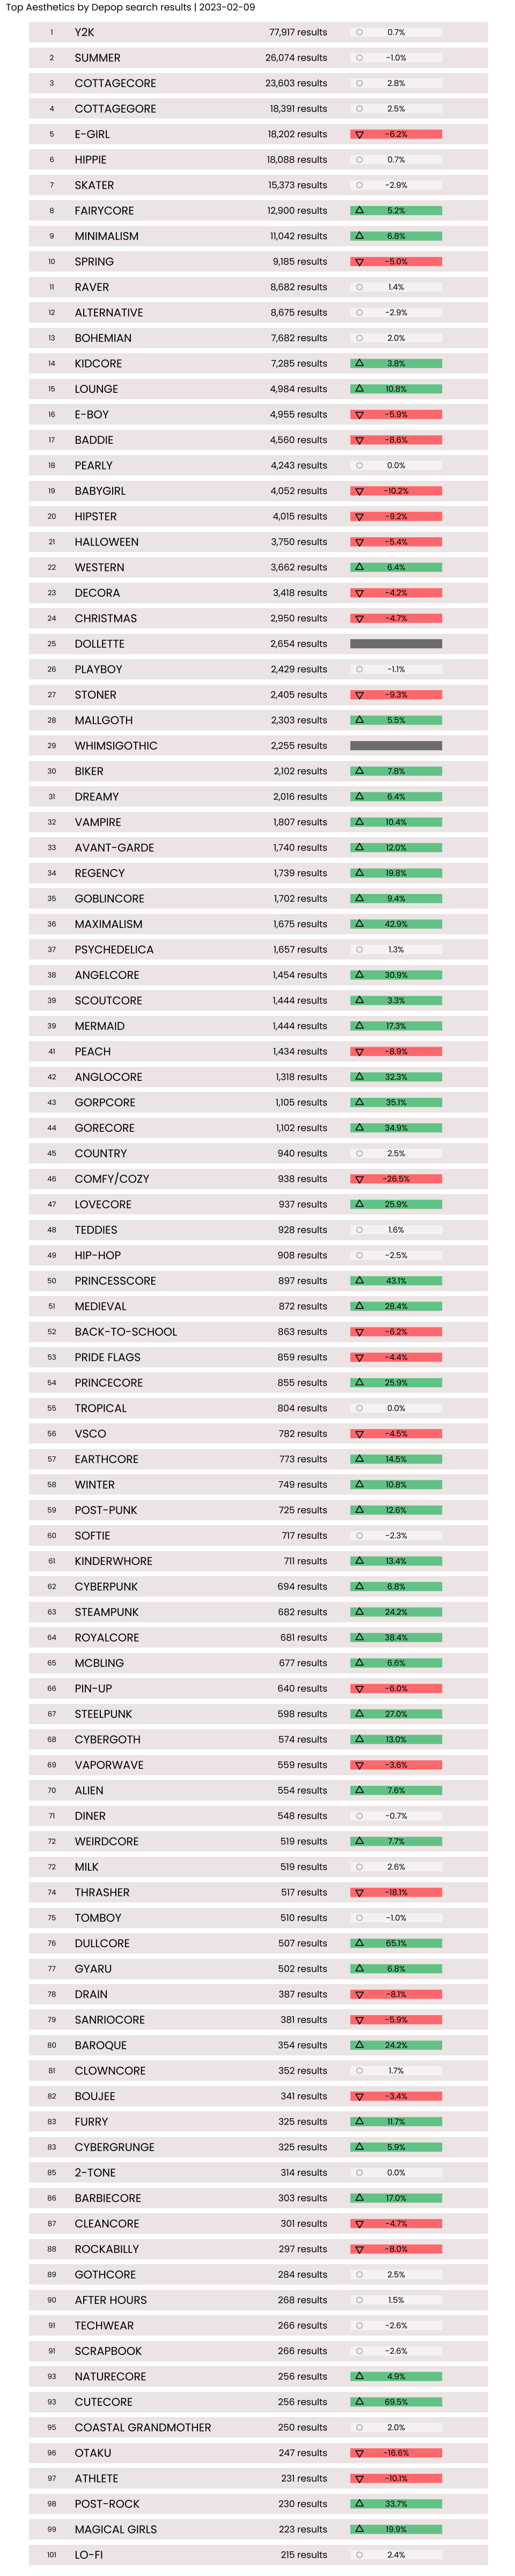 Top Aesthetics by Depop search results | 2023-02-09
1 Y2K 77,917 results 0.7%
2 SUMMER 26,074 results -1.0%
3 COTTAGECORE 23,603 results 2.8%
4 COTTAGEGORE 18,391 results 2.5%
5 E-GIRL 18,202 results -6.2%
6 HIPPIE 18,088 results 0.7%
7 SKATER 15,373 results -2.9%
8 FAIRYCORE 12,900 results 5.2%
9 MINIMALISM 11,042 results 6.8%
10 SPRING 9,185 results -5.0%
11 RAVER 8,682 results 1.4%
12 ALTERNATIVE 8,675 results -2.9%
13 BOHEMIAN 7,682 results 2.0%
14 KIDCORE 7,285 results 3.8%
15 LOUNGE 4,984 results 10.8%
16 E-BOY 4,955 results -5.9%
17 BADDIE 4,560 results -8.6%
18 PEARLY 4,243 results 0.0%
19 BABYGIRL 4,052 results -10.2%
20 HIPSTER 4,015 results -9.2%
21 HALLOWEEN 3,750 results -5.4%
22 WESTERN 3,662 results 6.4%
23 DECORA 3,418 results -4.2%
24 CHRISTMAS 2,950 results -4.7%
25 DOLLETTE 2,654 results
26 PLAYBOY 2,429 results -1.1%
27 STONER 2,405 results -9.3%
28 MALLGOTH 2,303 results 5.5%
29 WHIMSIGOTHIC 2,255 results
30 BIKER 2,102 results 7.8%
31 DREAMY 2,016 results 6.4%
32 VAMPIRE 1,807 results 10.4%
33 AVANT-GARDE 1,740 results 12.0%
34 REGENCY 1,739 results 19.8%
35 GOBLINCORE 1,702 results 9.4%
36 MAXIMALISM 1,675 results 42.9%
37 PSYCHEDELICA 1,657 results 1.3%
38 ANGELCORE 1,454 results 30.9%
39 SCOUTCORE 1,444 results 3.3%
39 MERMAID 1,444 results 17.3%
41 PEACH 1,434 results -8.9%
42 ANGLOCORE 1,318 results 32.3%
43 GORPCORE 1,105 results 35.1%
44 GORECORE 1,102 results 34.9%
45 COUNTRY 940 results 2.5%
46 COMFY/COZY 938 results -26.5%
47 LOVECORE 937 results 25.9%
48 TEDDIES 928 results 1.6%
49 HIP-HOP 908 results -2.5%
50 PRINCESSCORE 897 results 43.1%
51 MEDIEVAL 872 results 28.4%
52 BACK-TO-SCHOOL 863 results -6.2%
53 PRIDE FLAGS 859 results -4.4%
54 PRINCECORE 855 results 25.9%
55 TROPICAL 804 results 0.0%
56 VSCO 782 results -4.5%
57 EARTHCORE 773 results 14.5%
58 WINTER 749 results 10.8%
59 POST-PUNK 725 results 12.6%
60 SOFTIE 717 results -2.3%
61 KINDERWHORE 711 results 13.4%
62 CYBERPUNK 694 results 6.8%
63 STEAMPUNK 682 results 24.2%
64 ROYALCORE 681 results 38.4%
65 MCBLING 677 results 6.6%
66 PIN-UP 640 results -6.0%
67 STEELPUNK 598 results 27.0%
68 CYBERGOTH 574 results 13.0%
69 VAPORWAVE 559 results -3.6%
70 ALIEN 554 results 7.6%
71 DINER 548 results -0.7%
72 WEIRDCORE 519 results 7.7%
72 MILK 519 results 2.6%
74 THRASHER 517 results -18.1%
75 TOMBOY 510 results -1.0%
76 DULLCORE 507 results 65.1%
77 GYARU 502 results 6.8%
78 DRAIN 387 results -8.1%
79 SANRIOCORE 381 results -5.9%
80 BAROQUE 354 results 24.2%
81 CLOWNCORE 352 results 1.7%
82 BOUJEE 341 results -3.4%
83 FURRY 325 results 11.7%
83 CYBERGRUNGE 325 results 5.9%
85 2-TONE 314 results 0.0%
86 BARBIECORE 303 results 17.0%
87 CLEANCORE 301 results -4.7%
88 ROCKABILLY 297 results -8.0%
89 GOTHCORE 284 results 2.5%
90 AFTER HOURS 268 results 1.5%
91 TECHWEAR 266 results -2.6%
91 SCRAPBOOK 266 results -2.6%
93 NATURECORE 256 results 4.9%
93 CUTECORE 256 results 69.5%
95 COASTAL GRANDMOTHER 250 results 2.0%
96 OTAKU 247 results -16.6%
97 ATHLETE 231 results -10.1%
98 POST-ROCK 230 results 33.7%
99 MAGICAL GIRLS 223 results 19.9%
101 LO-FI 215 results 2.4%